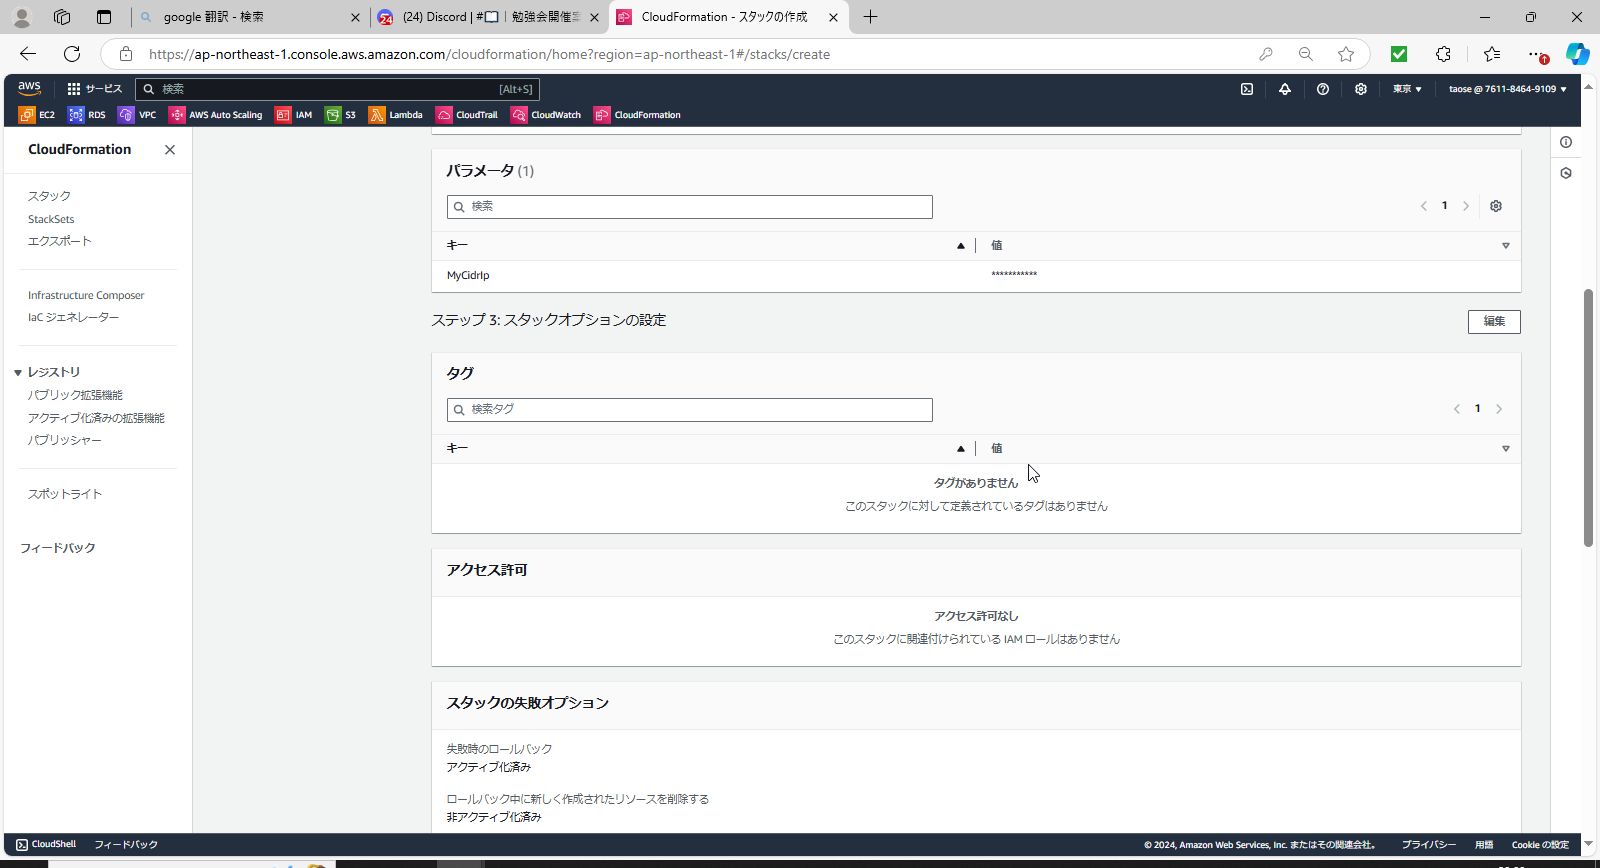 google 翻訳 - 検索
(24) Discord | #📖｜勉強会開催案
CloudFormation - スタックの作成
https://ap-northeast-1.console.aws.amazon.com/cloudformation/home?region=ap-northeast-1#/stacks/create
aws
サービス
検索
[Alt+S]
東京 ▼
taose @ 7611-8464-9109 ▼
EC2
RDS
VPC
AWS Auto Scaling
IAM
S3
Lambda
CloudTrail
CloudWatch
CloudFormation
CloudFormation
スタック
StackSets
エクスポート
Infrastructure Composer
IaC ジェネレーター
レジストリ
パブリック拡張機能
アクティブ化済みの拡張機能
パブリッシャー
スポットライト
フィードバック
パラメータ (1)
検索
1
キー
値
MyCidrIp
***********
ステップ 3: スタックオプションの設定
編集
タグ
検索タグ
1
キー
値
タグがありません
このスタックに対して定義されているタグはありません
アクセス許可
アクセス許可なし
このスタックに関連付けられている IAM ロールはありません
スタックの失敗オプション
失敗時のロールバック
アクティブ化済み
ロールバック中に新しく作成されたリソースを削除する
非アクティブ化済み
CloudShell
フィードバック
© 2024, Amazon Web Services, Inc. またはその関連会社。
プライバシー
用語
Cookie の設定